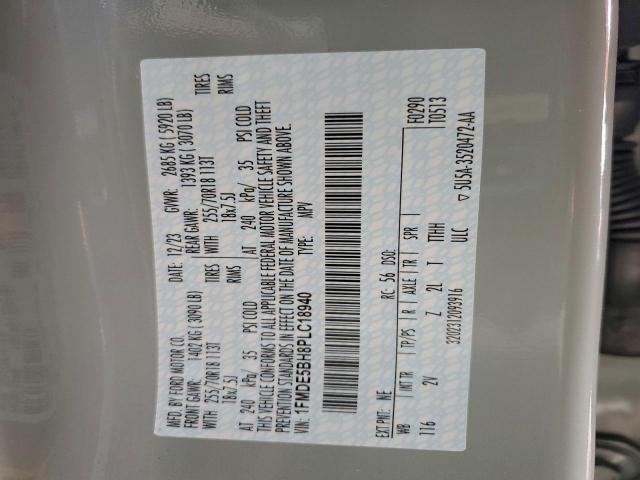 MFD. BY FORD MOTOR CO.
DATE: 12/23 GVWR: 2685 KG ( 5920 LB)
FRONT GAWR: 1402 KG ( 3090 LB) REAR GAWR: 1393 KG ( 3070 LB)
WITH 255/70R18 113T TIRES WITH 255/70R18 113T TIRES
18x7.5J RIMS 18x7.5J RIMS
AT 240 kPa/ 35 PSI COLD AT 240 kPa/ 35 PSI COLD
THIS VEHICLE CONFORMS TO ALL APPLICABLE FEDERAL MOTOR VEHICLE SAFETY AND THEFT
PREVENTION STANDARDS IN EFFECT ON THE DATE OF MANUFACTURE SHOWN ABOVE.
VIN: 1FMDE5BH8PLC18940 TYPE: MPV
EXT PNT: NE RC: 56 DSO: F0290
WB INT TR TP/PS R AXLE TR SPR T0513
116 2V Z 2L T TTHH
3202312093916 ULC ▽ 5U5A-3520472-AA